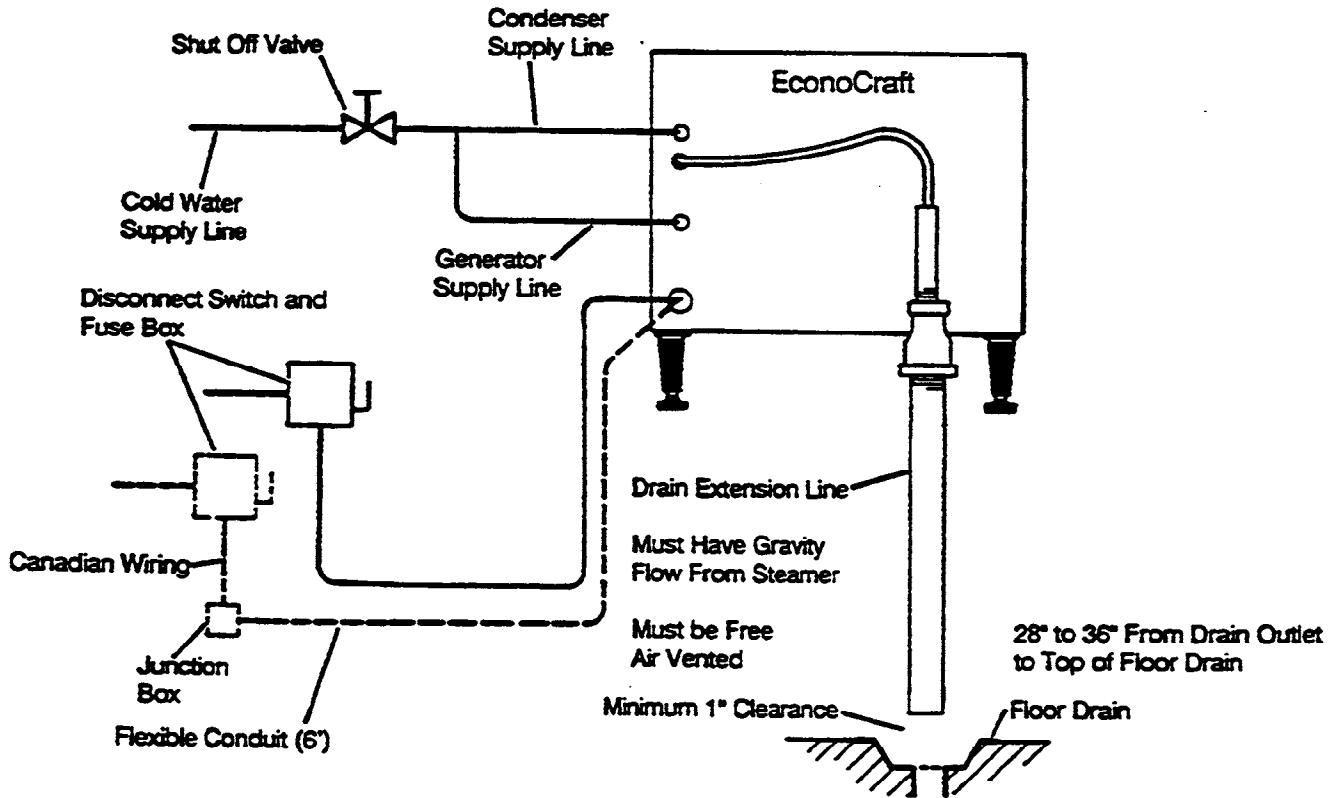 Condenser
Supply Line
Shut Off Valve
EconoCraft
Cold Water
Supply Line
Generator
Supply Line
Disconnect Switch and
Fuse Box
Drain Extension Line
Canadian Wiring
Must Have Gravity
Flow From Steamer
Must be Free
Air Vented
28" to 36" From Drain Outlet
to Top of Floor Drain
Junction
Box
Minimum 1" Clearance
Floor Drain
Flexible Conduit (6')